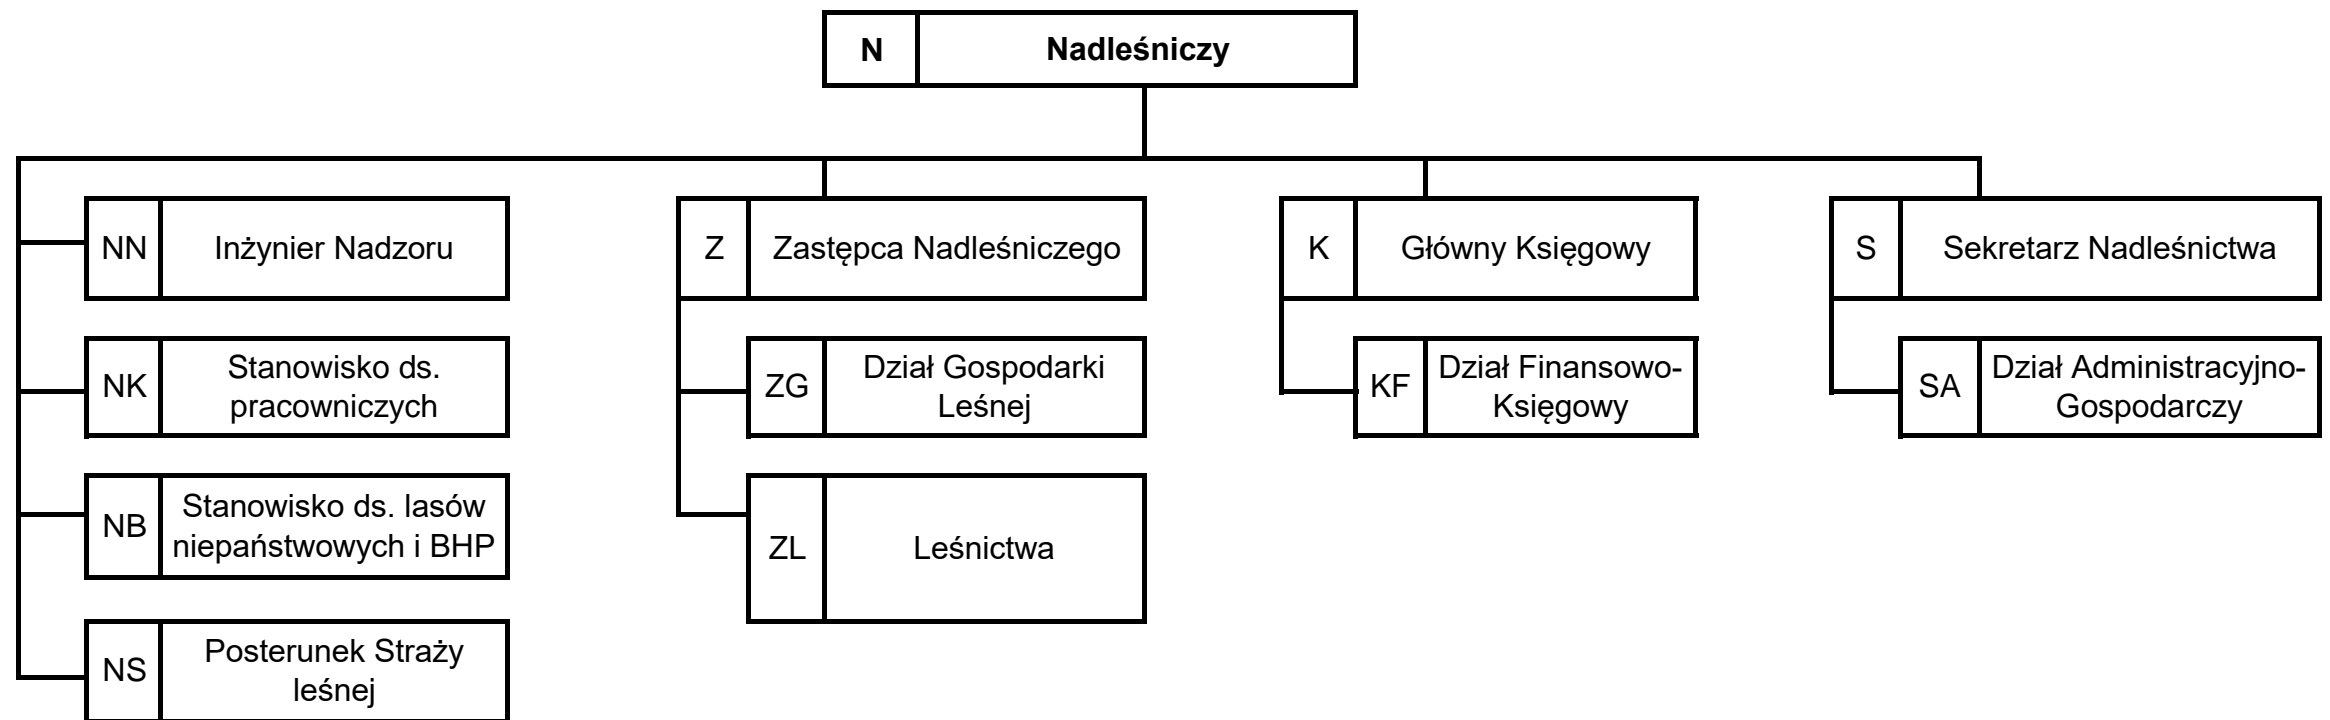 N Nadleśniczy
NN Inżynier Nadzoru
Z Zastępca Nadleśniczego
K Główny Księgowy
S Sekretarz Nadleśnictwa
NK Stanowisko ds.
pracowniczych
ZG Dział Gospodarki
Leśnej
KF Dział Finansowo-
Księgowy
SA Dział Administracyjno-
Gospodarczy
NB Stanowisko ds. lasów
niepaństwowych i BHP
ZL Leśnictwa
NS Posterunek Straży
leśnej